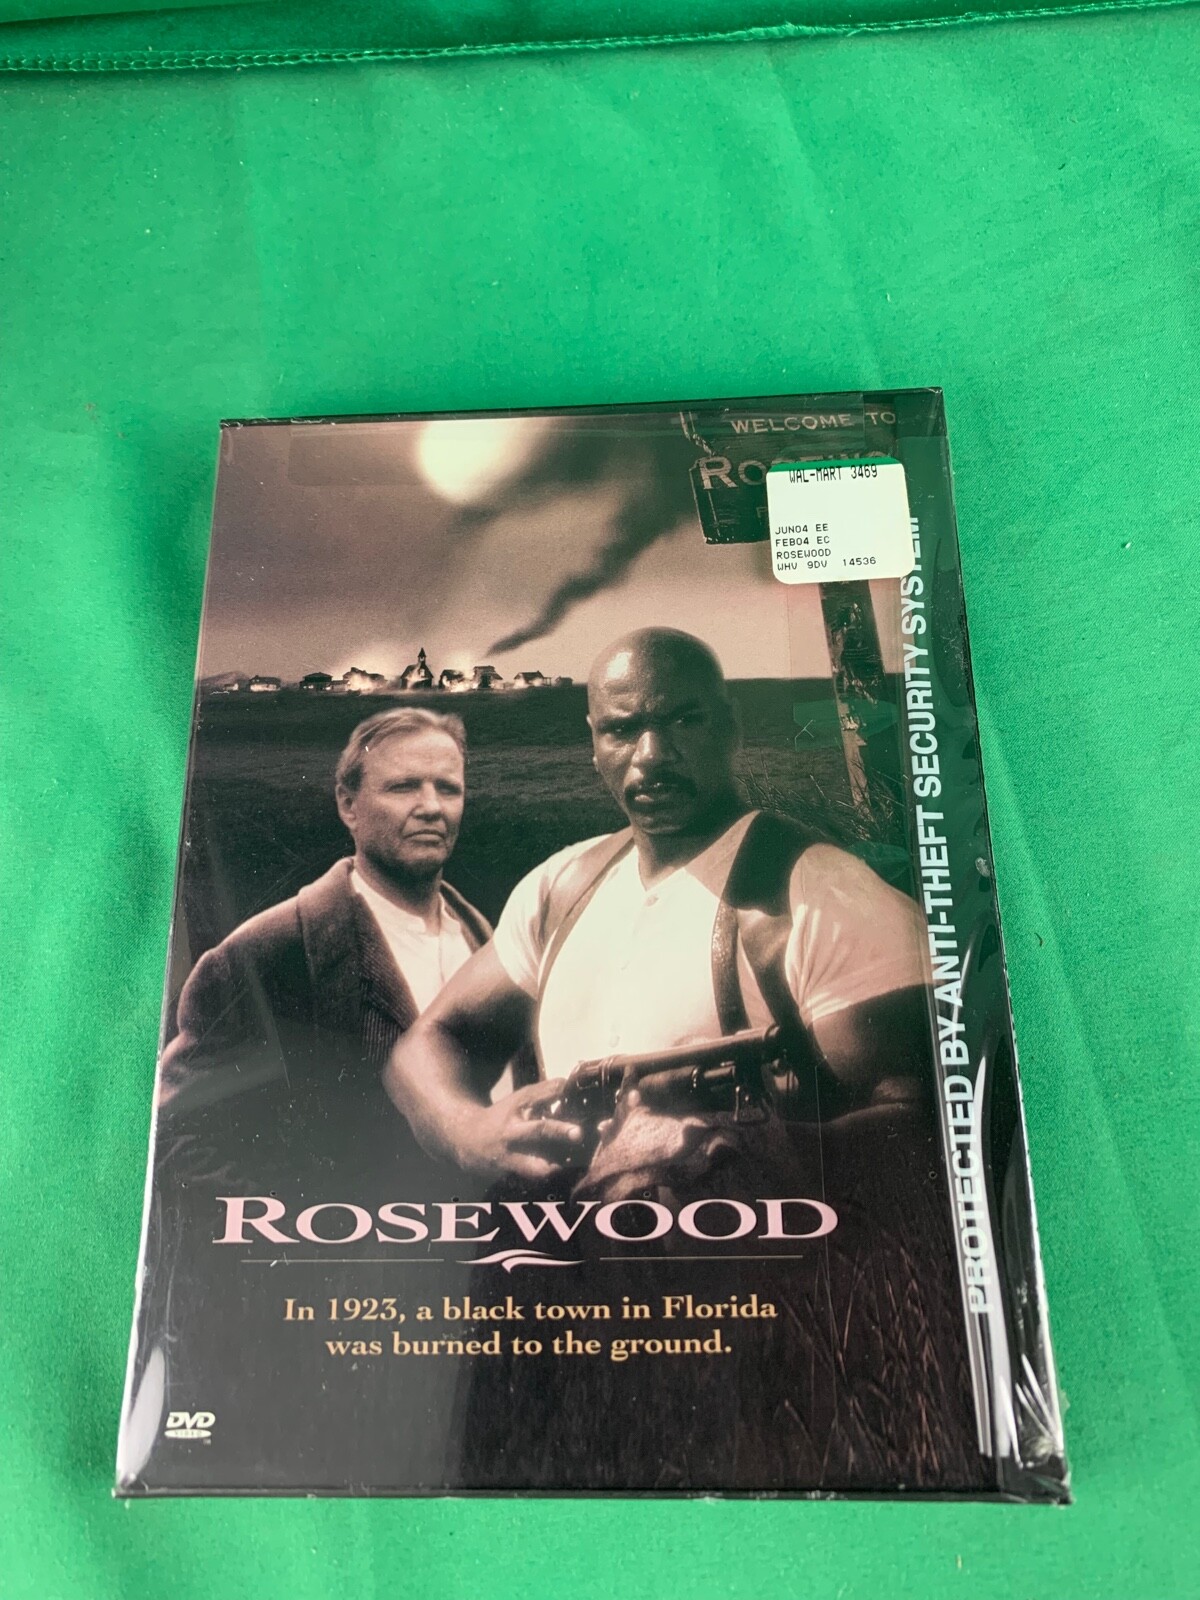 WELCOME TO
WAL-MART 3469
JUN04 EE
FEB04 EC
ROSEWOOD
WHV 9DV 14536
PROTECTED BY ANTI-THEFT SECURITY SYSTEM
ROSEWOOD
In 1923, a black town in Florida
was burned to the ground.
DVD
VIDEO